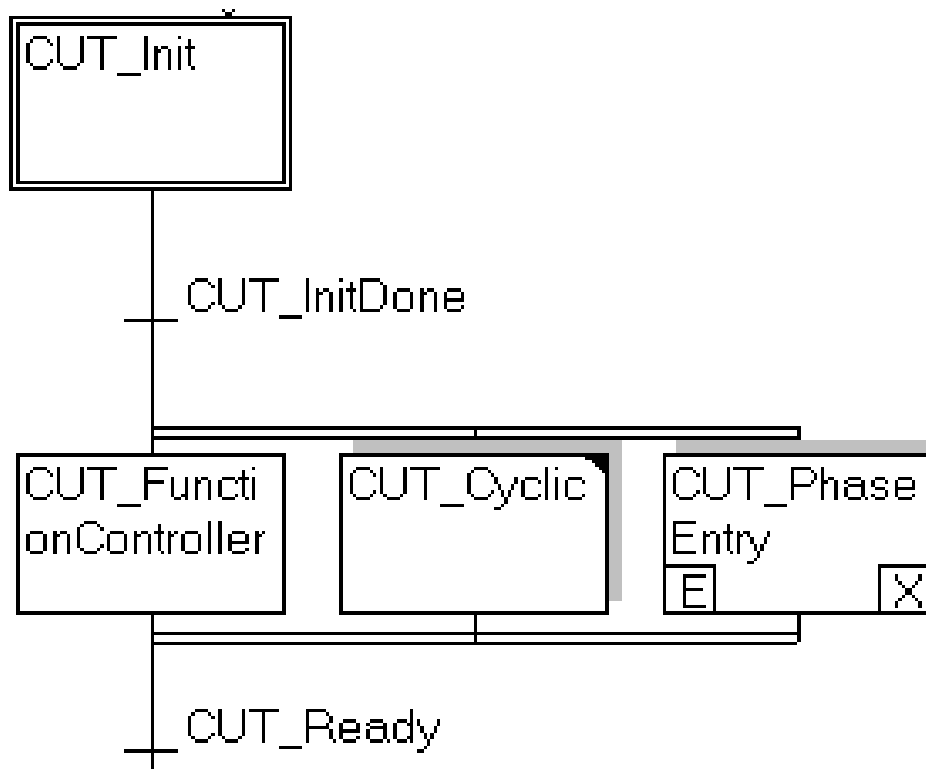 CUT_Init
CUT_InitDone
CUT_Functi
onController
CUT_Cyclic
CUT_Phase
Entry
E
X
CUT_Ready